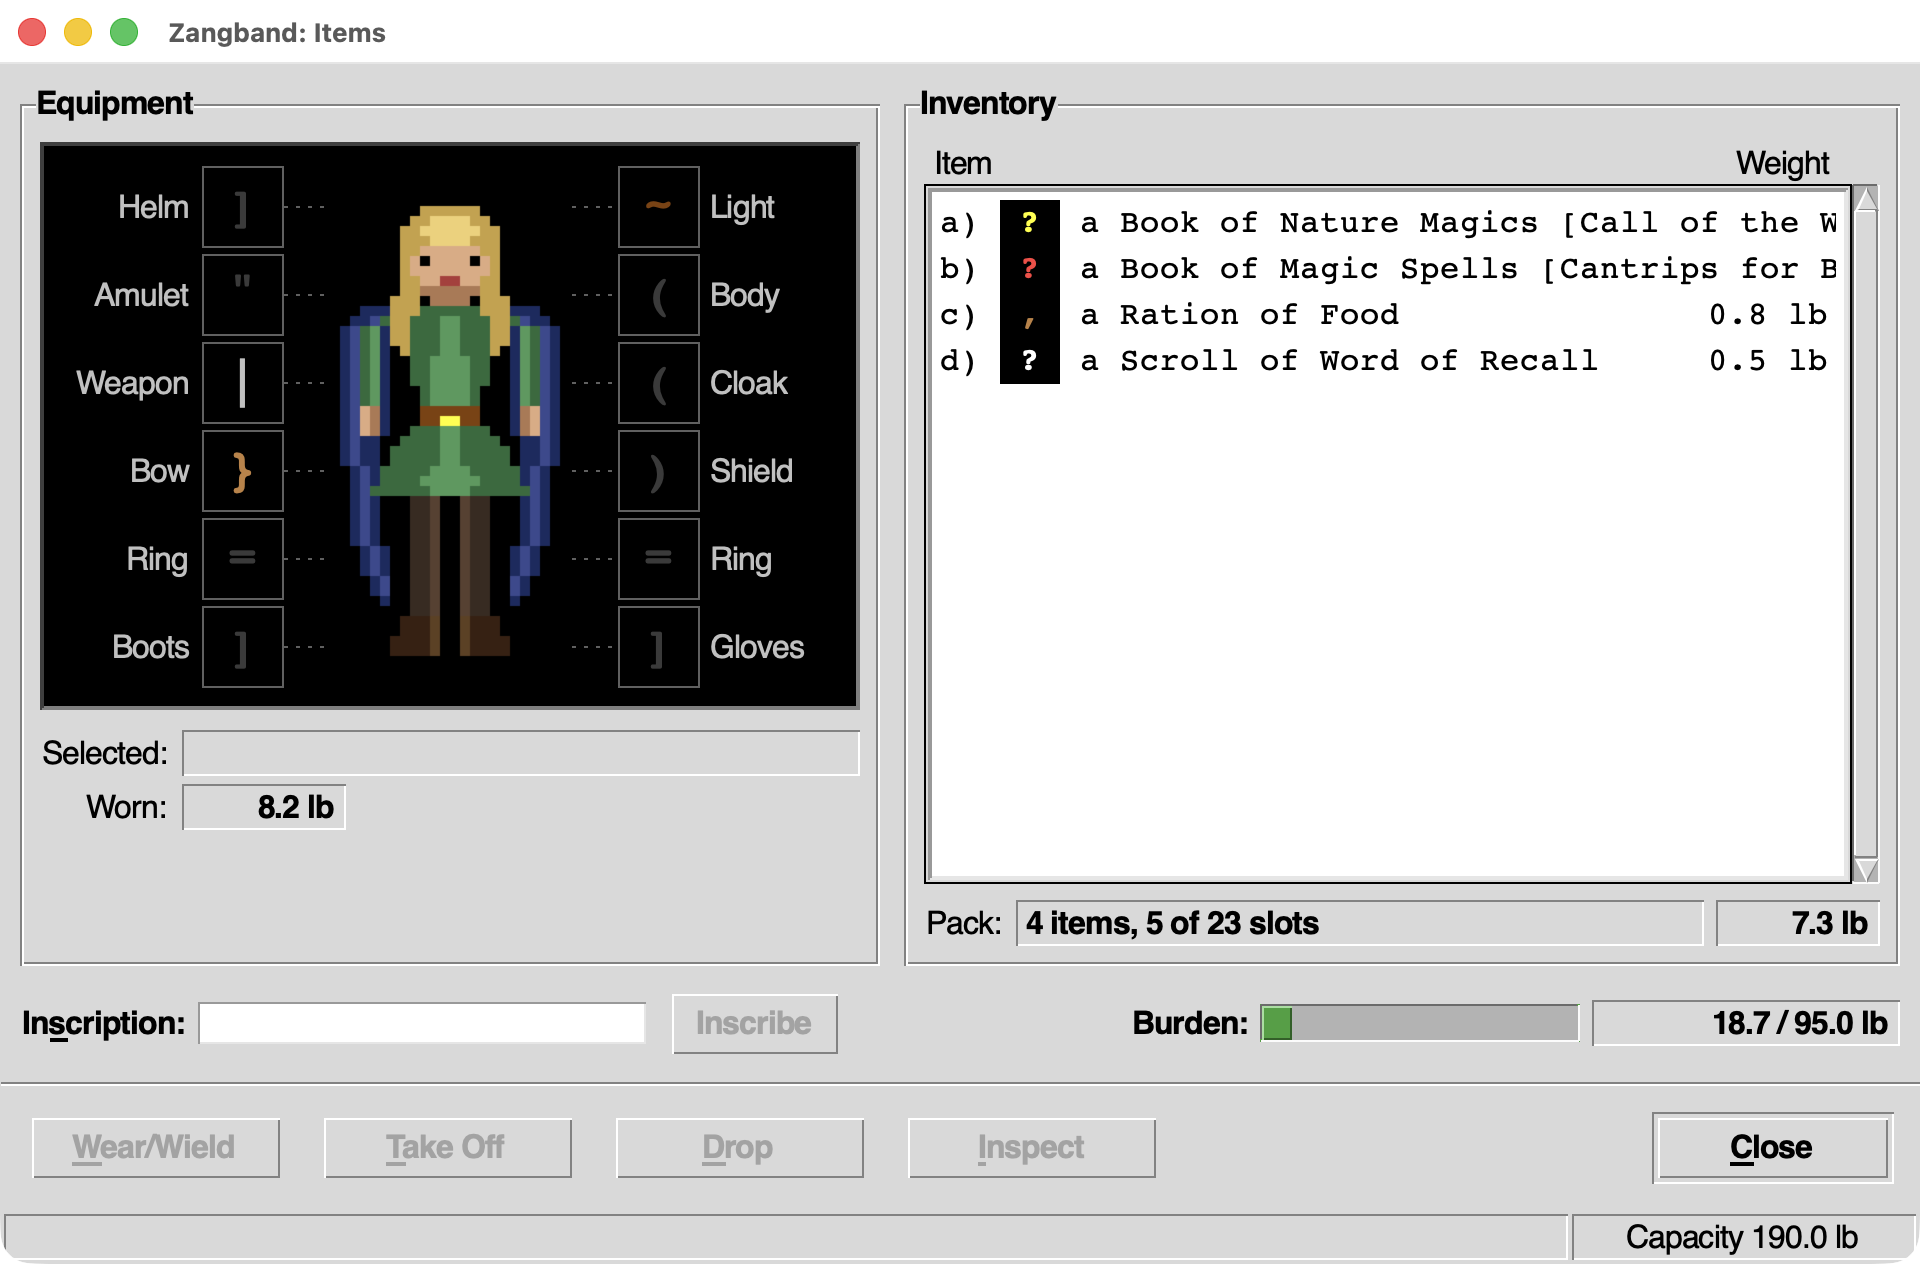 Zangband: Items
Equipment
Helm ] ~ Light
Amulet " ( Body
Weapon | ( Cloak
Bow } ) Shield
Ring = = Ring
Boots ] ] Gloves
Selected:
Worn: 8.2 lb
Inventory
Item Weight
a) ? a Book of Nature Magics [Call of the W
b) ? a Book of Magic Spells [Cantrips for B
c) , a Ration of Food 0.8 lb
d) ? a Scroll of Word of Recall 0.5 lb
Pack: 4 items, 5 of 23 slots 7.3 lb
Inscription: Inscribe Burden: 18.7 / 95.0 lb
Wear/Wield Take Off Drop Inspect Close
Capacity 190.0 lb